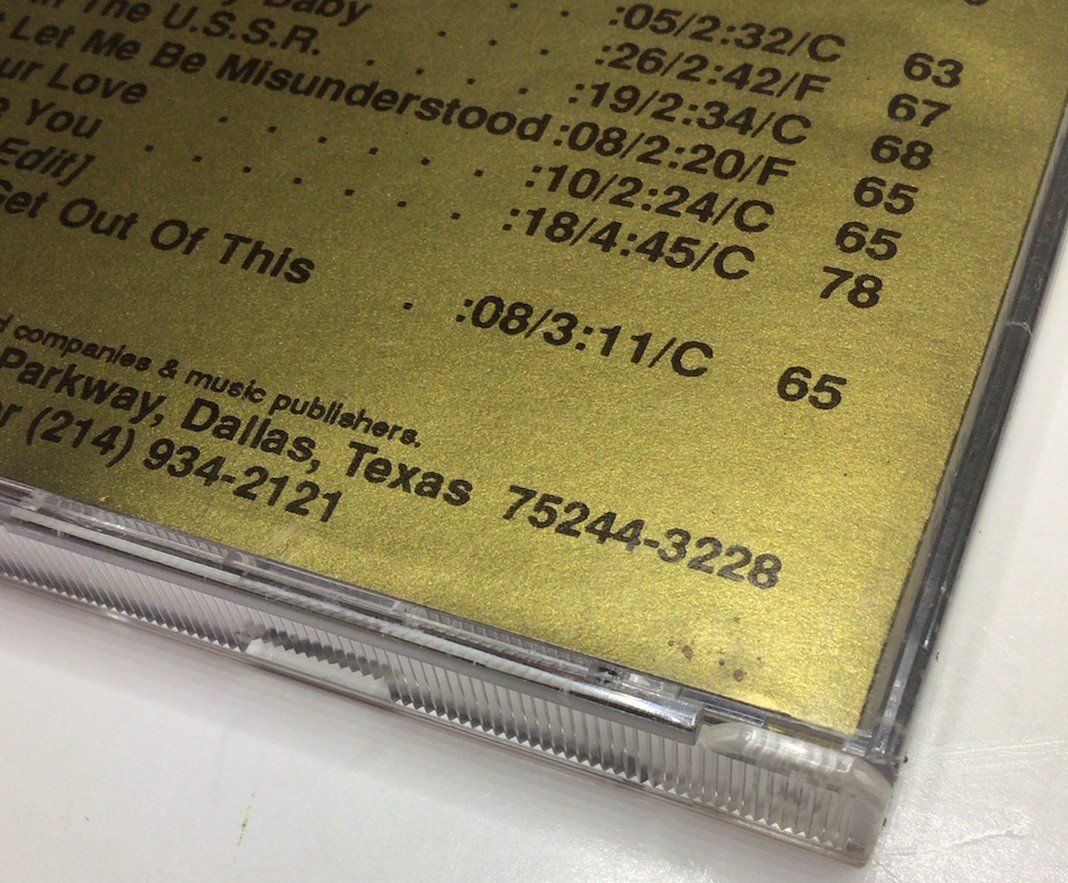 . . :05/2:32/C 63
Baby . . . :26/2:42/F 67
The U.S.S.R. . . . . :19/2:34/C 68
Let Me Be Misunderstood :08/2:20/F 65
ur Love . . . . . . :10/2:24/C 65
e You . . . . . . . :18/4:45/C 78
Edit]
Get Out Of This . :08/3:11/C 65
d companies & music publishers.
Parkway, Dallas, Texas 75244-3228
r (214) 934-2121